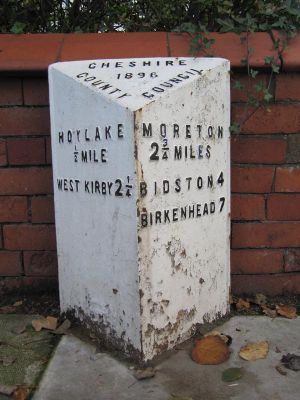 CHESHIRE
1896
COUNTY COUNCIL
HOYLAKE
½ MILE
WEST KIRBY 2¼
MORETON
2¾ MILES
BIDSTON 4
BIRKENHEAD 7